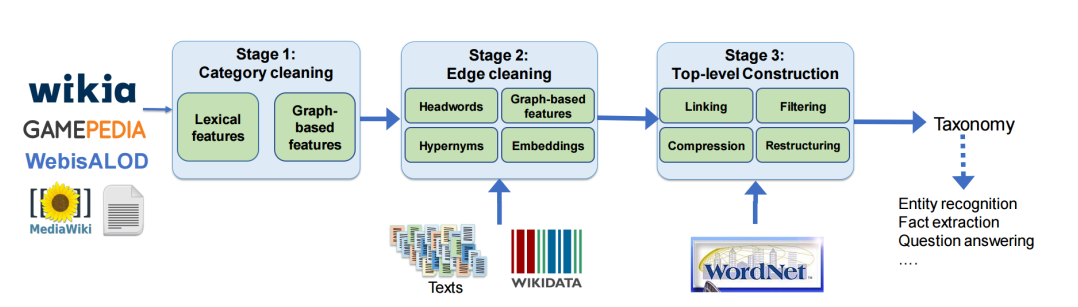 wikia
GAMEPEDIA
WebisALOD
[[ ]]
MediaWiki
Stage 1:
Category cleaning
Lexical
features
Graph-
based
features
Stage 2:
Edge cleaning
Headwords
Graph-based
features
Hypernyms
Embeddings
Stage 3:
Top-level Construction
Linking
Filtering
Compression
Restructuring
Taxonomy
Entity recognition
Fact extraction
Question answering
....
Texts
WIKIDATA
WordNet